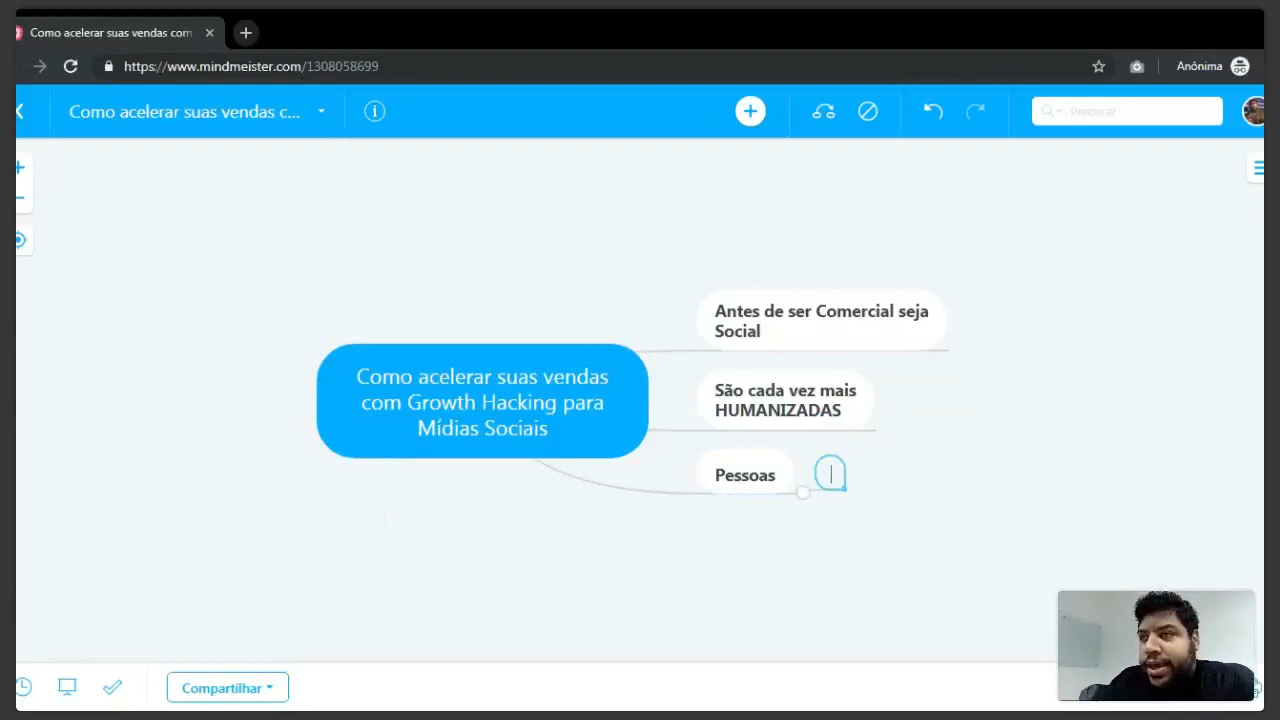 Como acelerar suas vendas com
https://www.mindmeister.com/1308058699
Anônima
Como acelerar suas vendas c...
Procurar
Antes de ser Comercial seja
Social
Como acelerar suas vendas
com Growth Hacking para
Mídias Sociais
São cada vez mais
HUMANIZADAS
Pessoas
Compartilhar